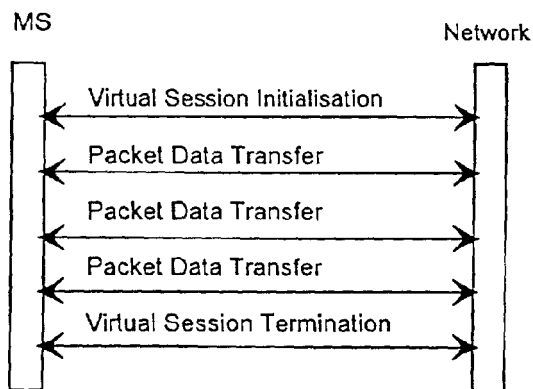 MS
Network
Virtual Session Initialisation
Packet Data Transfer
Packet Data Transfer
Packet Data Transfer
Virtual Session Termination